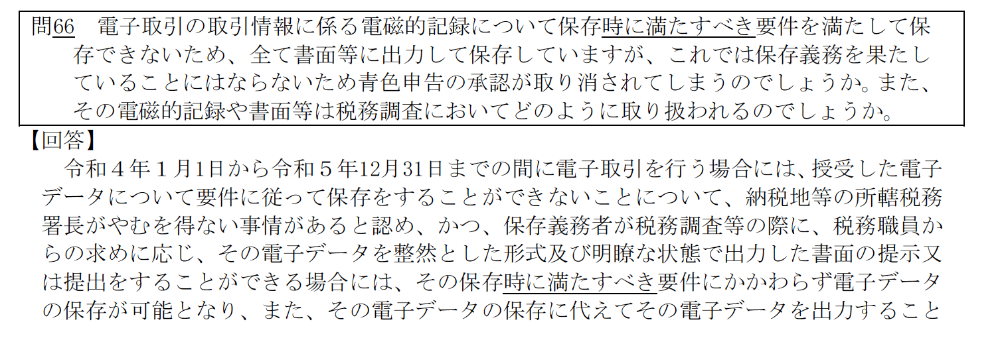 問66　電子取引の取引情報に係る電磁的記録について保存時に満たすべき要件を満たして保
存できないため、全て書面等に出力して保存していますが、これでは保存義務を果たし
ていることにはならないため青色申告の承認が取り消されてしまうのでしょうか。また、
その電磁的記録や書面等は税務調査においてどのように取り扱われるのでしょうか。
【回答】
令和４年１月1日から令和５年12月31日までの間に電子取引を行う場合には、授受した電子
データについて要件に従って保存をすることができないことについて、納税地等の所轄税務
署長がやむを得ない事情があると認め、かつ、保存義務者が税務調査等の際に、税務職員か
らの求めに応じ、その電子データを整然とした形式及び明瞭な状態で出力した書面の提示又
は提出をすることができる場合には、その保存時に満たすべき要件にかかわらず電子データ
の保存が可能となり、また、その電子データの保存に代えてその電子データを出力すること